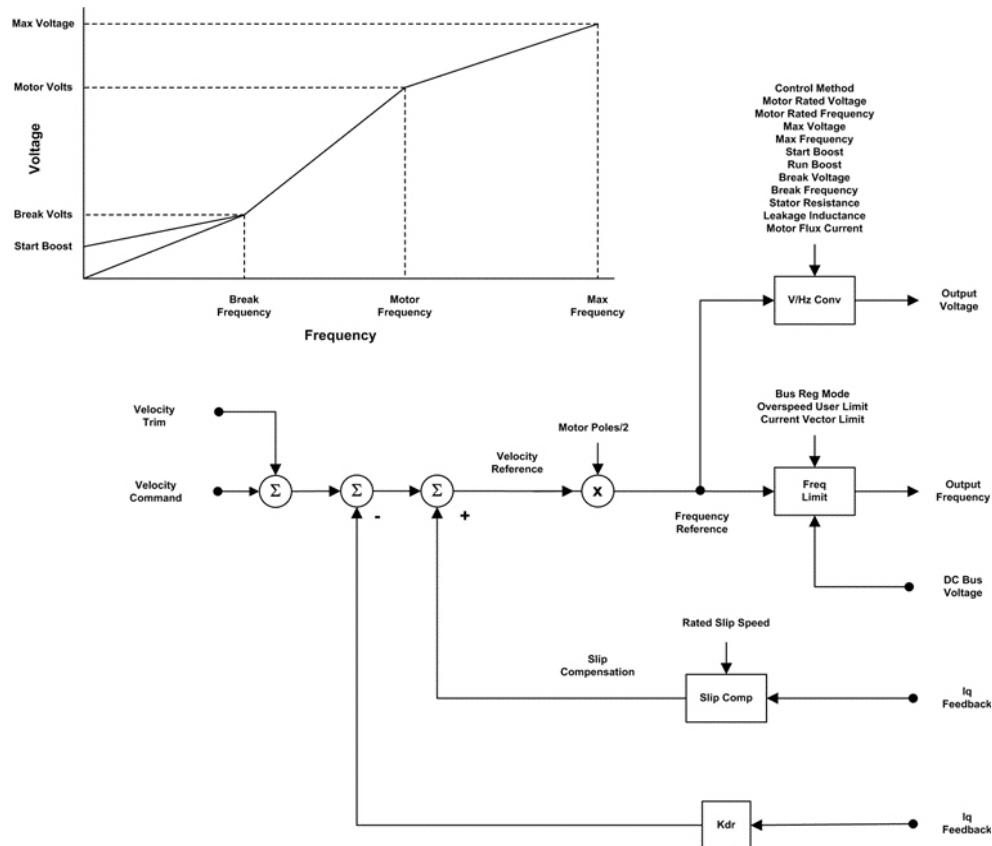 Max Voltage
Motor Volts
Voltage
Break Volts
Start Boost
Break
Frequency
Motor
Frequency
Max
Frequency
Frequency
Control Method
Motor Rated Voltage
Motor Rated Frequency
Max Voltage
Max Frequency
Start Boost
Run Boost
Break Voltage
Break Frequency
Stator Resistance
Leakage Inductance
Motor Flux Current
V/Hz Conv
Output
Voltage
Velocity
Trim
Velocity
Command
Σ
Σ
-
Σ
+
Velocity
Reference
Motor Poles/2
X
Frequency
Reference
Bus Reg Mode
Overspeed User Limit
Current Vector Limit
Freq
Limit
Output
Frequency
DC Bus
Voltage
Rated Slip Speed
Slip
Compensation
Slip Comp
Iq
Feedback
Kdr
Iq
Feedback